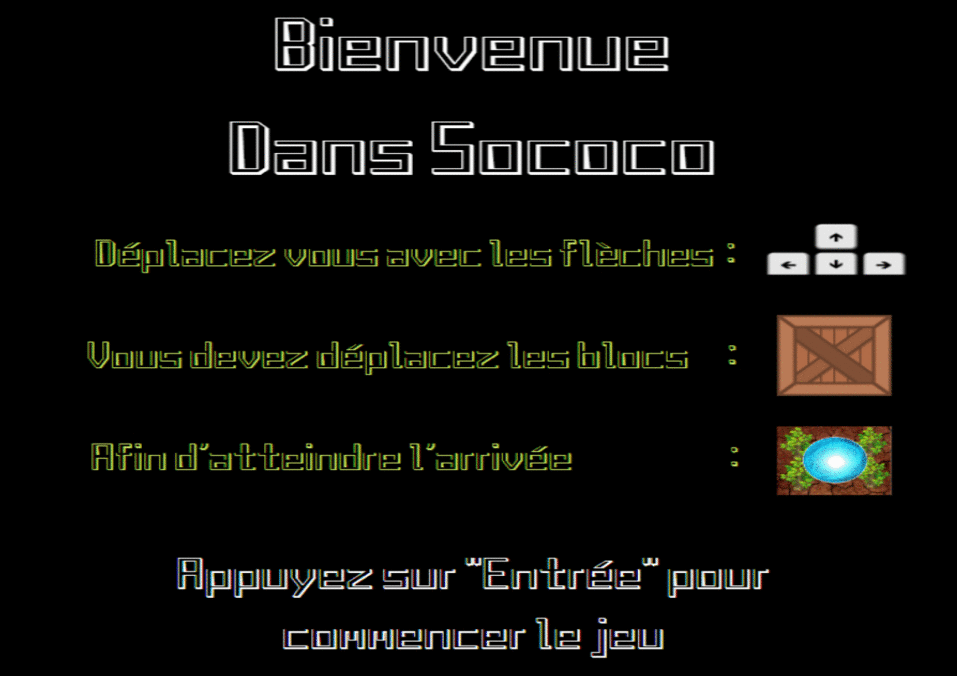 Bienvenue
Dans Sococo
Déplacez vous avec les flèches :
Vous devez déplacez les blocs :
Afin d'atteindre l'arrivée :
Appuyez sur "Entrée" pour
commencer le jeu